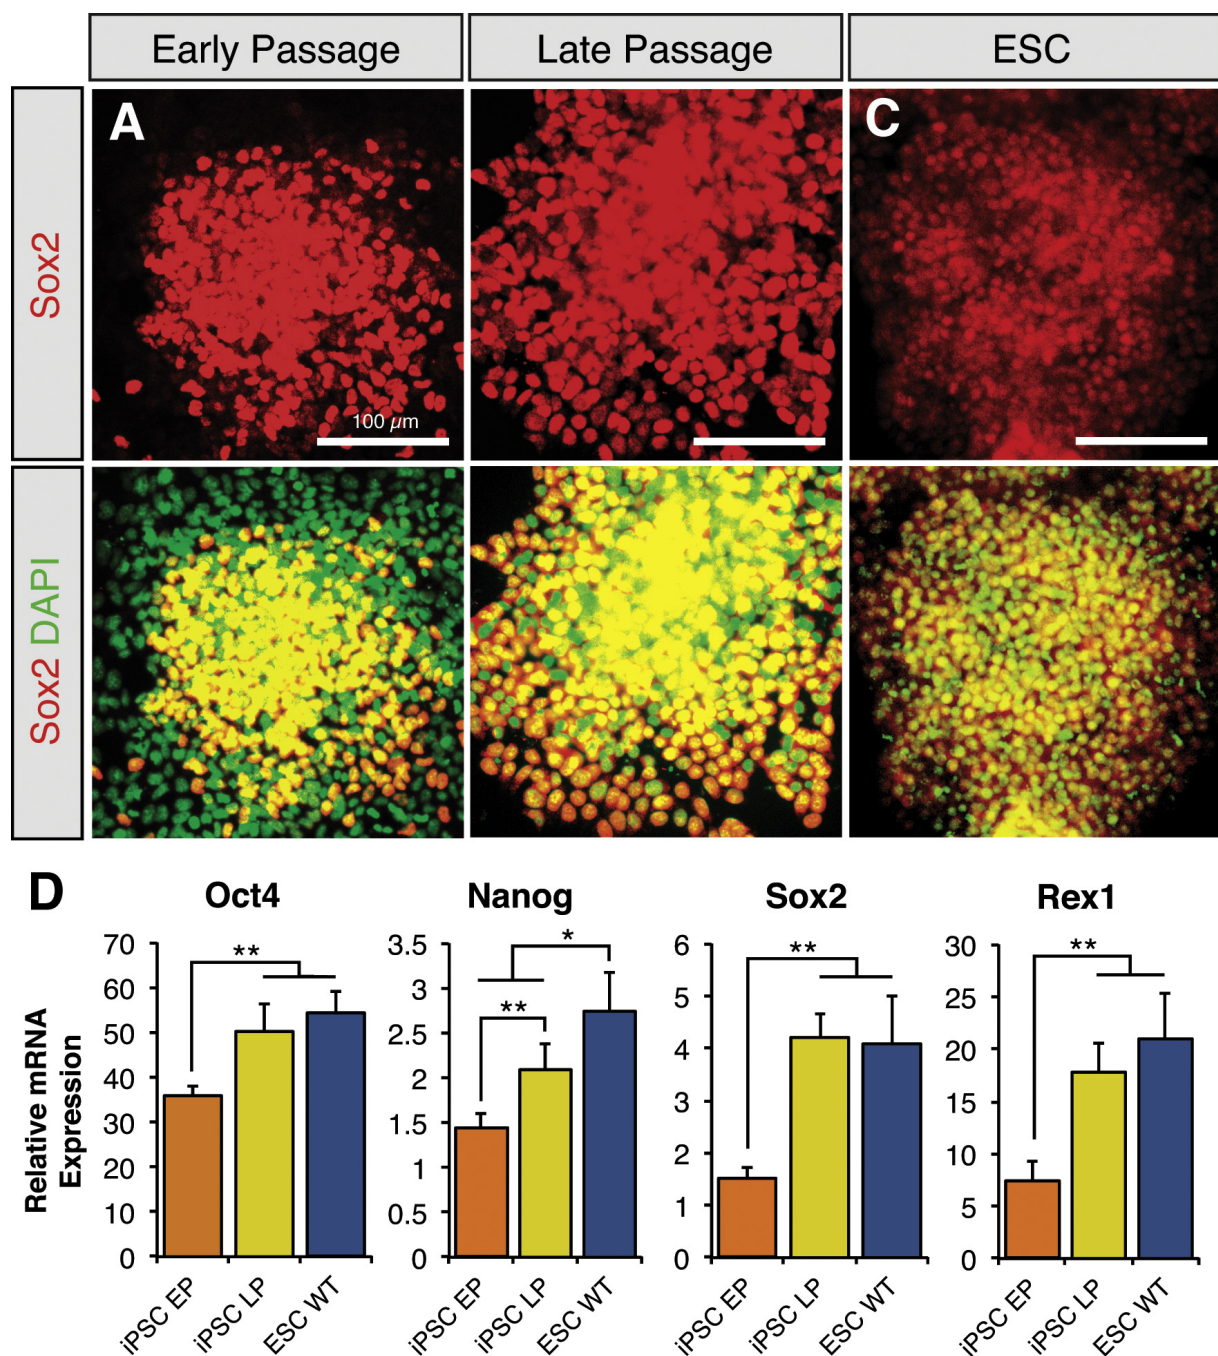 Early Passage
Late Passage
ESC
Sox2
A
C
100 µm
Sox2 DAPI
D
Oct4
Nanog
Sox2
Rex1
Relative mRNA
Expression
70
60
50
40
30
20
10
0
**
iPSC EP
iPSC LP
ESC WT
3.5
3
2.5
2
1.5
1
0.5
0
*
**
iPSC EP
iPSC LP
ESC WT
6
5
4
3
2
1
0
**
iPSC EP
iPSC LP
ESC WT
30
25
20
15
10
5
0
**
iPSC EP
iPSC LP
ESC WT